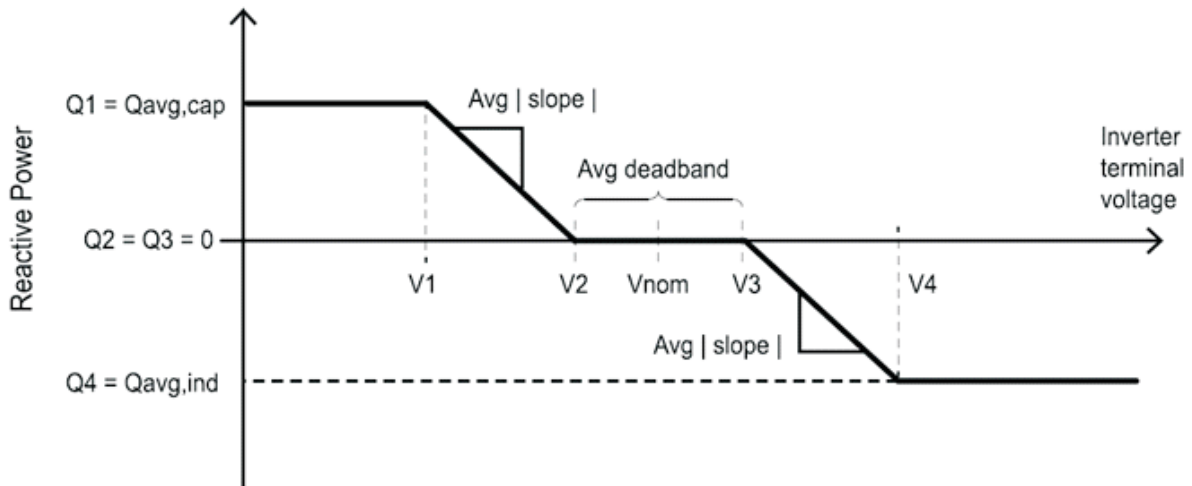 Reactive Power
Q1 = Qavg,cap
Avg | slope |
Avg deadband
Inverter
terminal
voltage
Q2 = Q3 = 0
V1
V2
Vnom
V3
V4
Avg | slope |
Q4 = Qavg,ind